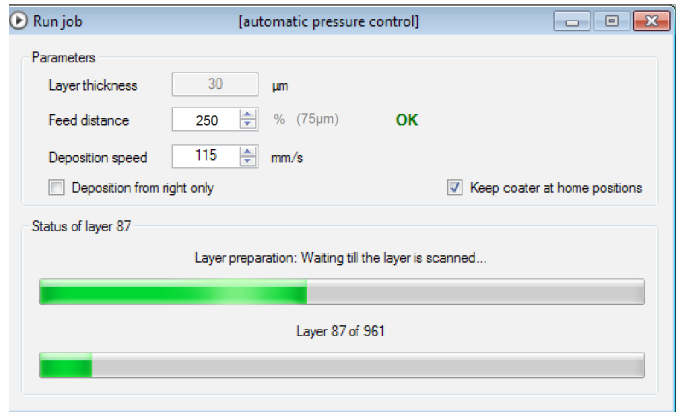 Run job [automatic pressure control]
Parameters
Layer thickness 30 µm
Feed distance 250 % (75µm) OK
Deposition speed 115 mm/s
Deposition from right only Keep coater at home positions
Status of layer 87
Layer preparation: Waiting till the layer is scanned...
Layer 87 of 961